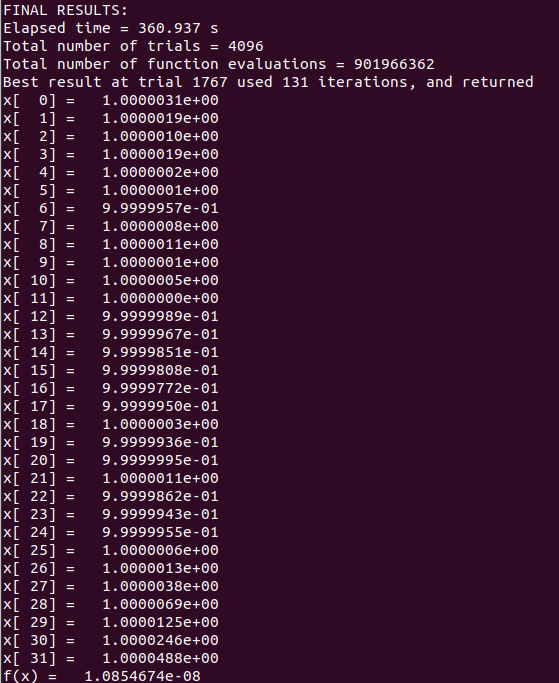 FINAL RESULTS:
Elapsed time = 360.937 s
Total number of trials = 4096
Total number of function evaluations = 901966362
Best result at trial 1767 used 131 iterations, and returned
x[  0] =   1.0000031e+00
x[  1] =   1.0000019e+00
x[  2] =   1.0000010e+00
x[  3] =   1.0000019e+00
x[  4] =   1.0000002e+00
x[  5] =   1.0000001e+00
x[  6] =   9.9999957e-01
x[  7] =   1.0000008e+00
x[  8] =   1.0000011e+00
x[  9] =   1.0000001e+00
x[ 10] =   1.0000005e+00
x[ 11] =   1.0000000e+00
x[ 12] =   9.9999989e-01
x[ 13] =   9.9999967e-01
x[ 14] =   9.9999851e-01
x[ 15] =   9.9999808e-01
x[ 16] =   9.9999772e-01
x[ 17] =   9.9999950e-01
x[ 18] =   1.0000003e+00
x[ 19] =   9.9999936e-01
x[ 20] =   9.9999995e-01
x[ 21] =   1.0000011e+00
x[ 22] =   9.9999862e-01
x[ 23] =   9.9999943e-01
x[ 24] =   9.9999955e-01
x[ 25] =   1.0000006e+00
x[ 26] =   1.0000013e+00
x[ 27] =   1.0000038e+00
x[ 28] =   1.0000069e+00
x[ 29] =   1.0000125e+00
x[ 30] =   1.0000246e+00
x[ 31] =   1.0000488e+00
f(x) =   1.0854674e-08